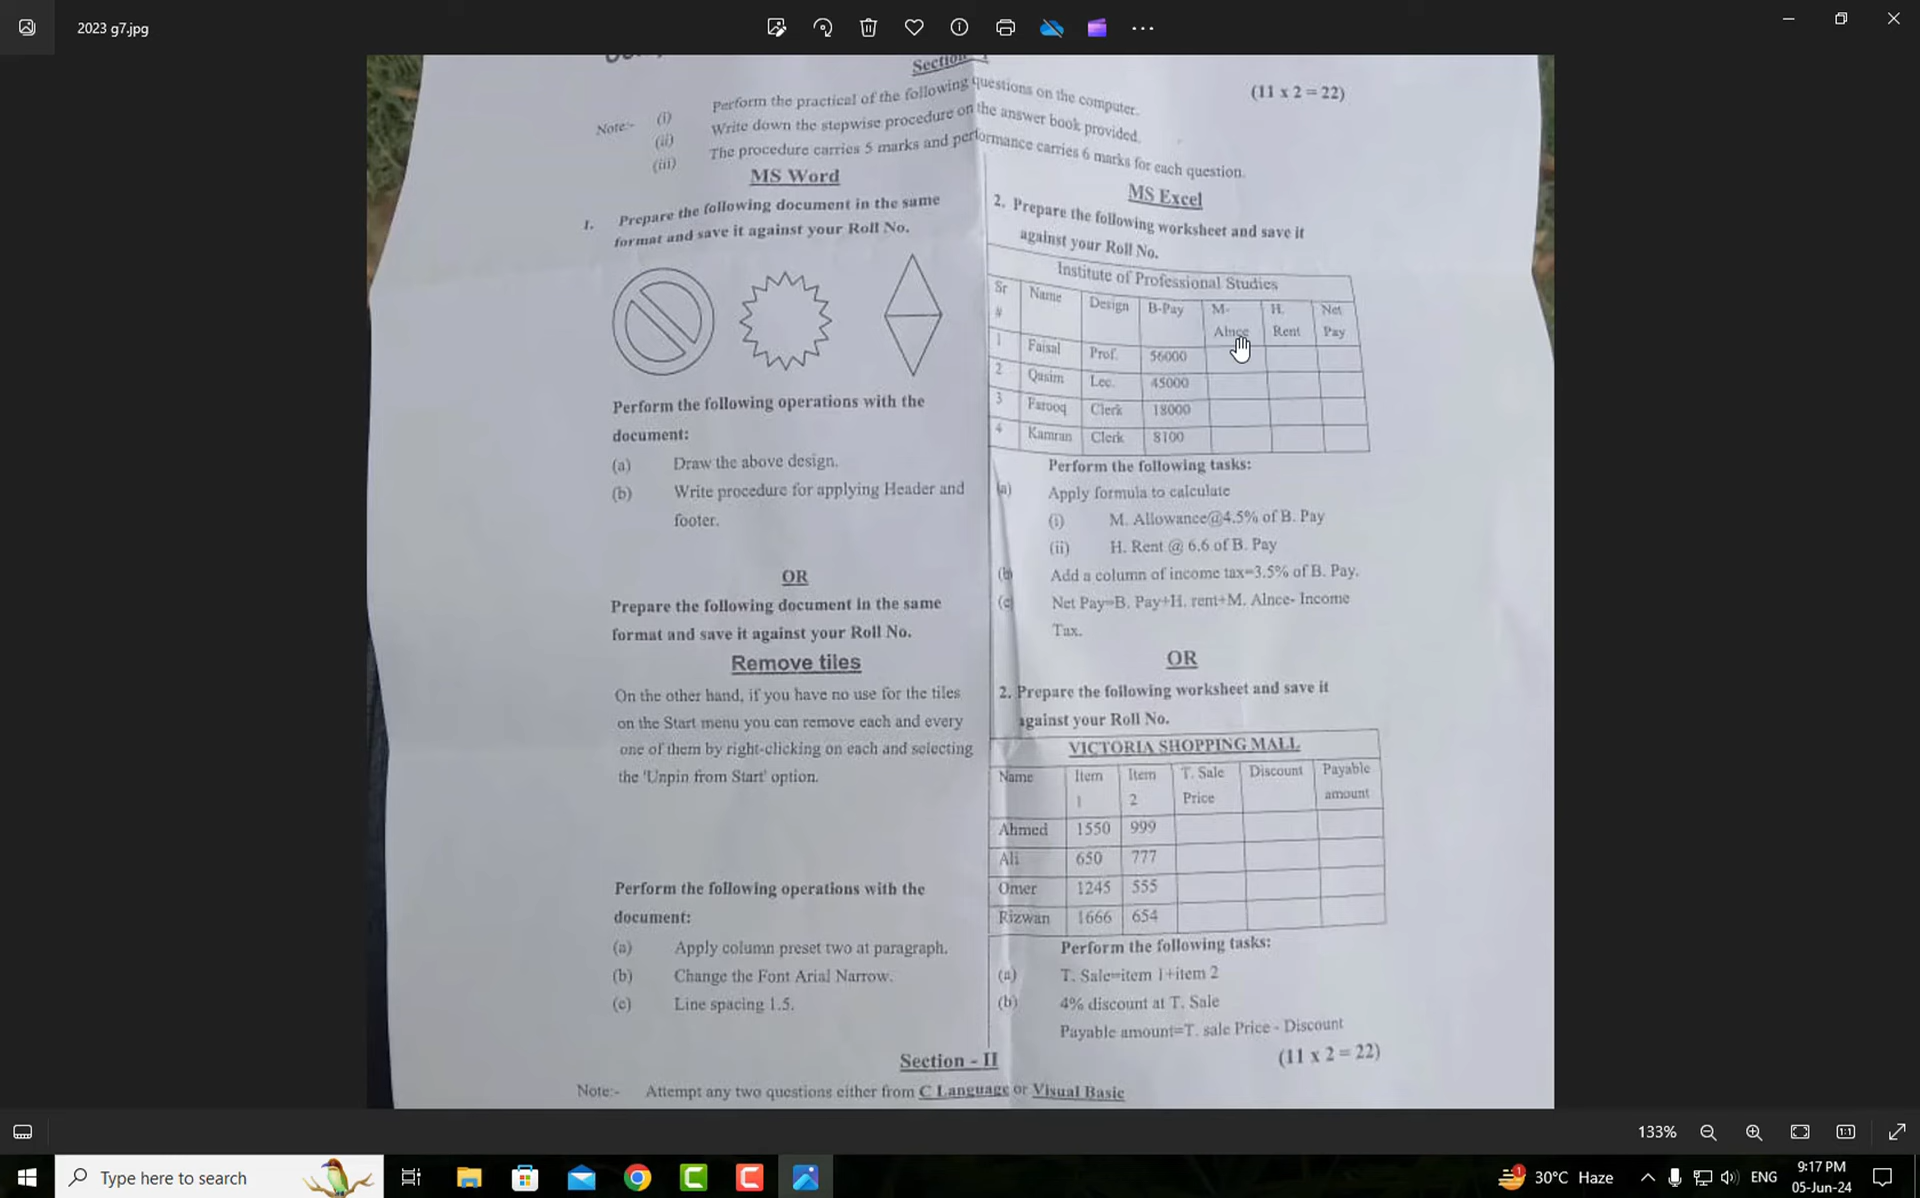 2023 g7.jpg
Section - I
(11 x 2 = 22)
Note:- (i) Perform the practical of the following questions on the computer.
(ii) Write down the stepwise procedure on the answer book provided.
(iii) The procedure carries 5 marks and performance carries 6 marks for each question.
MS Word
1. Prepare the following document in the same
format and save it against your Roll No.
Perform the following operations with the
document:
(a) Draw the above design.
(b) Write procedure for applying Header and
footer.
OR
Prepare the following document in the same
format and save it against your Roll No.
Remove tiles
On the other hand, if you have no use for the tiles
on the Start menu you can remove each and every
one of them by right-clicking on each and selecting
the 'Unpin from Start' option.
Perform the following operations with the
document:
(a) Apply column preset two at paragraph.
(b) Change the Font Arial Narrow.
(c) Line spacing 1.5.
MS Excel
2. Prepare the following worksheet and save it
against your Roll No.
Institute of Professional Studies
Sr Name Design B-Pay M- H. Net
# Alnce Rent Pay
1 Faisal Prof. 56000
2 Qasim Lec. 45000
3 Farooq Clerk 18000
4 Kamran Clerk 8100
Perform the following tasks:
(a) Apply formula to calculate
(i) M. Allowance@4.5% of B. Pay
(ii) H. Rent @ 6.6 of B. Pay
(b) Add a column of income tax=3.5% of B. Pay.
(c) Net Pay=B. Pay+H. rent+M. Alnce- Income
Tax.
OR
2. Prepare the following worksheet and save it
against your Roll No.
VICTORIA SHOPPING MALL
Name Item Item T. Sale Discount Payable
1 2 Price amount
Ahmed 1550 999
Ali 650 777
Omer 1245 555
Rizwan 1666 654
Perform the following tasks:
(a) T. Sale=item 1+item 2
(b) 4% discount at T. Sale
Payable amount=T. sale Price - Discount
Section - II
(11 x 2 = 22)
Note:- Attempt any two questions either from C Language or Visual Basic
133%
1:1
Type here to search
1
30°C Haze
ENG
9:17 PM
05-Jun-24